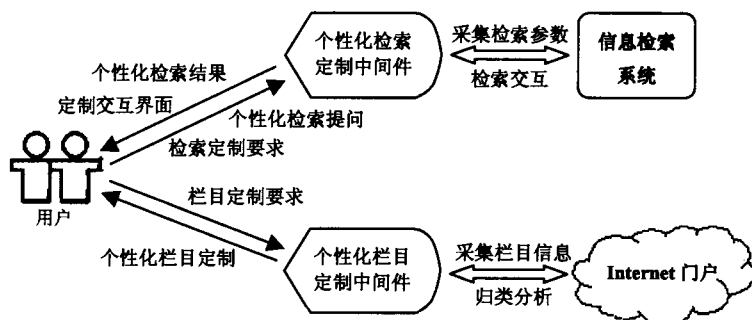 个性化检索
定制中间件
采集检索参数
检索交互
信息检索
系统
个性化检索结果
定制交互界面
个性化检索提问
检索定制要求
用户
栏目定制要求
个性化栏目定制
个性化栏目
定制中间件
采集栏目信息
归类分析
Internet 门户